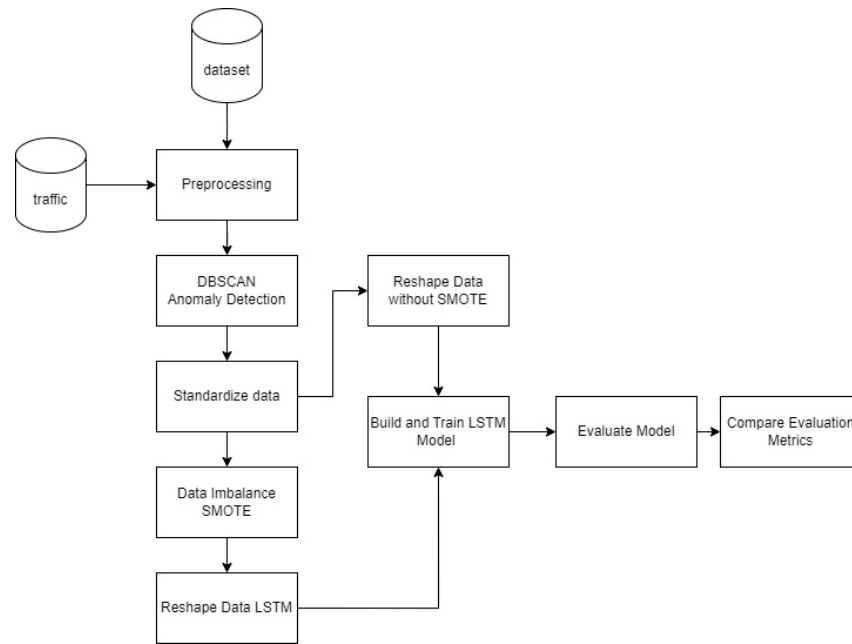 dataset
traffic
Preprocessing
DBSCAN
Anomaly Detection
Reshape Data
without SMOTE
Standardize data
Build and Train LSTM
Model
Evaluate Model
Compare Evaluation
Metrics
Data Imbalance
SMOTE
Reshape Data LSTM